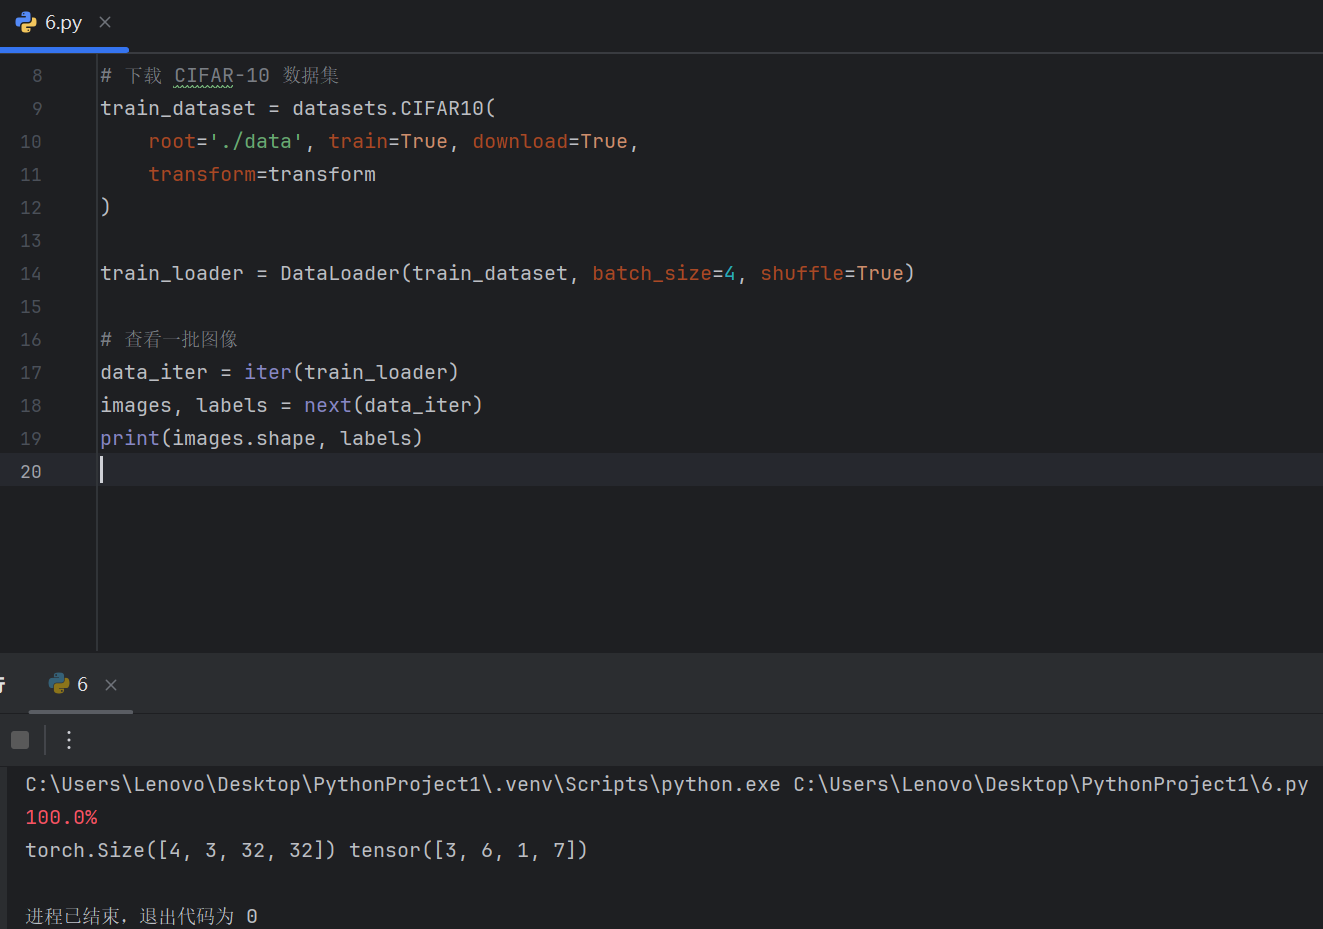 6.py
8 # 下载 CIFAR-10 数据集
9 train_dataset = datasets.CIFAR10(
10     root='./data', train=True, download=True,
11     transform=transform
12 )
13
14 train_loader = DataLoader(train_dataset, batch_size=4, shuffle=True)
15
16 # 查看一批图像
17 data_iter = iter(train_loader)
18 images, labels = next(data_iter)
19 print(images.shape, labels)
20
6
C:\Users\Lenovo\Desktop\PythonProject1\.venv\Scripts\python.exe C:\Users\Lenovo\Desktop\PythonProject1\6.py
100.0%
torch.Size([4, 3, 32, 32]) tensor([3, 6, 1, 7])
进程已结束，退出代码为 0